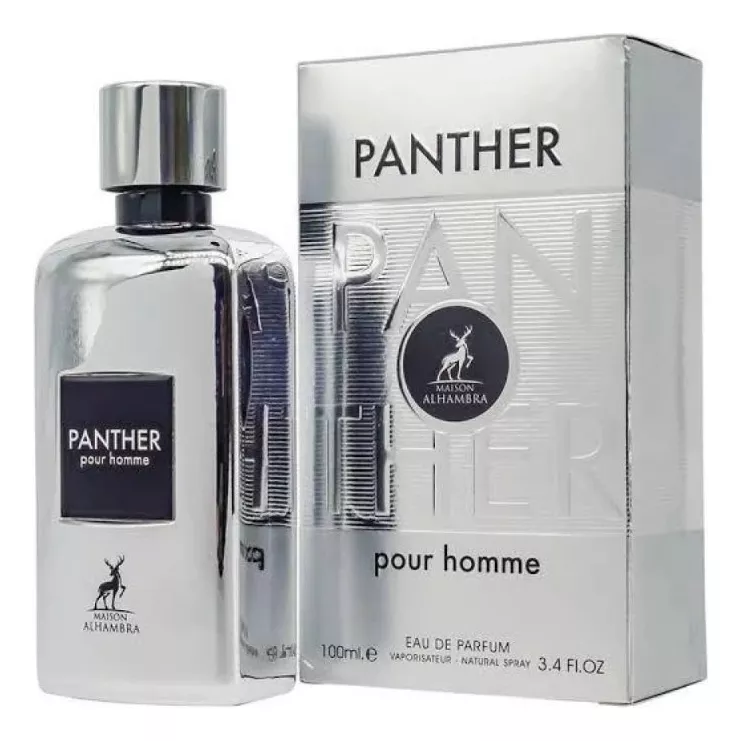 PANTHER
pour homme
MAISON
ALHAMBRA
PANTHER
PAN
THER
MAISON
ALHAMBRA
pour homme
EAU DE PARFUM
100ml.e VAPORISATEUR - NATURAL SPRAY 3.4 FI.OZ